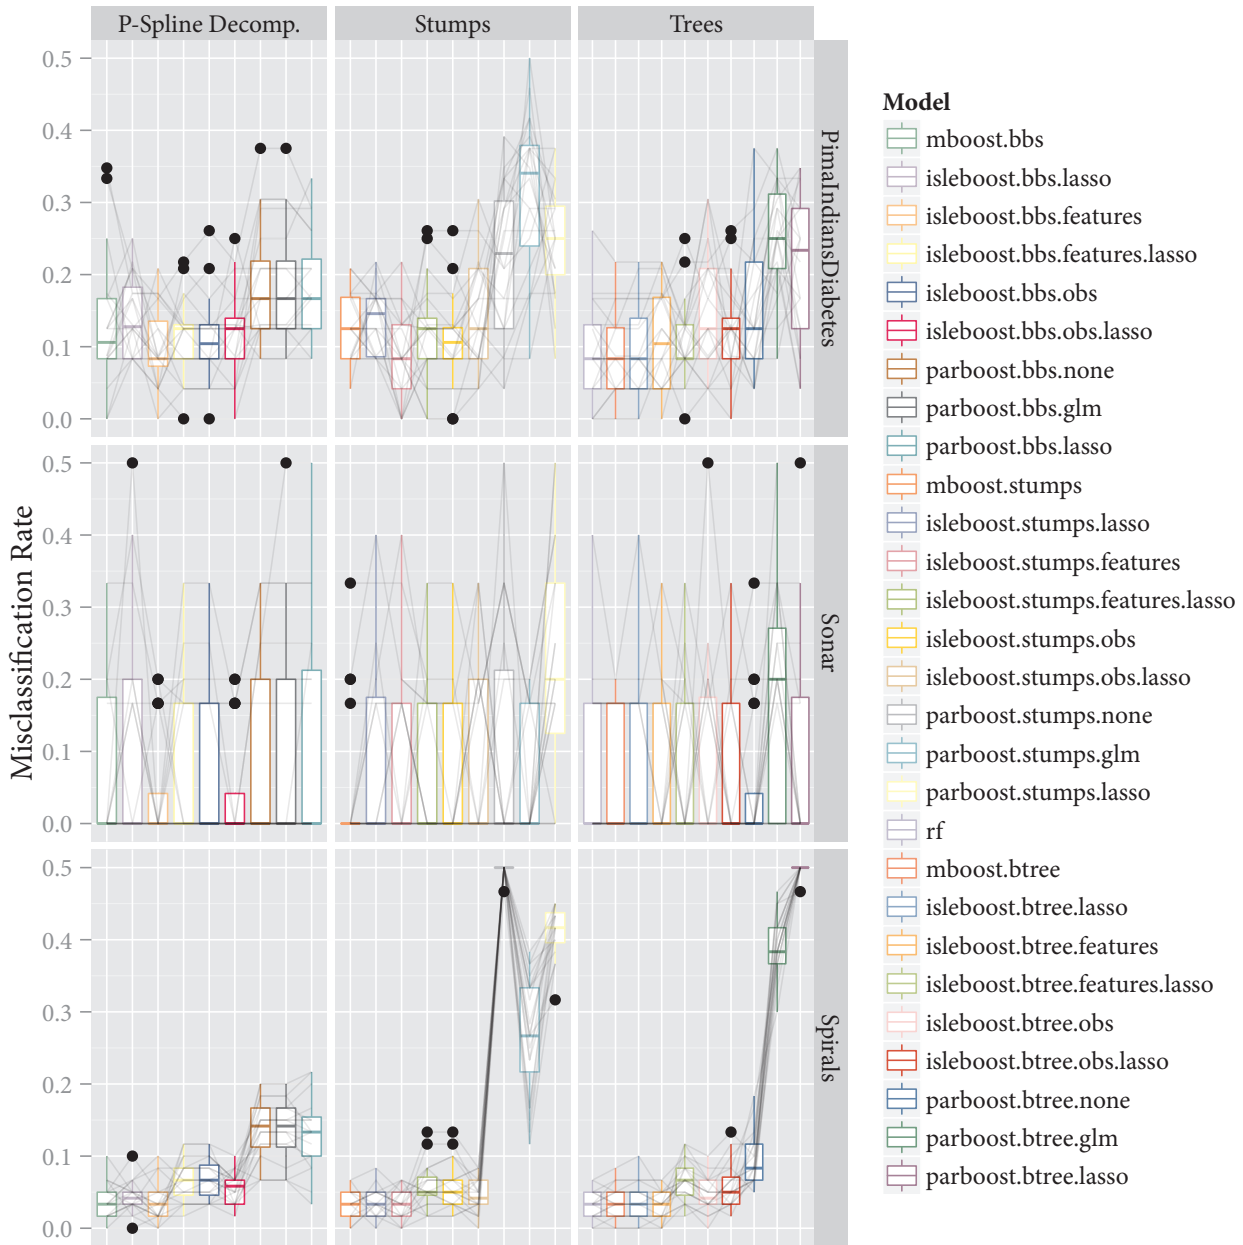 P-Spline Decomp.
Stumps
Trees
0.5
0.4
0.3
0.2
0.1
0.0
PimaIndiansDiabetes
0.5
0.4
0.3
0.2
0.1
0.0
Sonar
0.5
0.4
0.3
0.2
0.1
0.0
Spirals
Misclassification Rate
Model
mboost.bbs
isleboost.bbs.lasso
isleboost.bbs.features
isleboost.bbs.features.lasso
isleboost.bbs.obs
isleboost.bbs.obs.lasso
parboost.bbs.none
parboost.bbs.glm
parboost.bbs.lasso
mboost.stumps
isleboost.stumps.lasso
isleboost.stumps.features
isleboost.stumps.features.lasso
isleboost.stumps.obs
isleboost.stumps.obs.lasso
parboost.stumps.none
parboost.stumps.glm
parboost.stumps.lasso
rf
mboost.btree
isleboost.btree.lasso
isleboost.btree.features
isleboost.btree.features.lasso
isleboost.btree.obs
isleboost.btree.obs.lasso
parboost.btree.none
parboost.btree.glm
parboost.btree.lasso